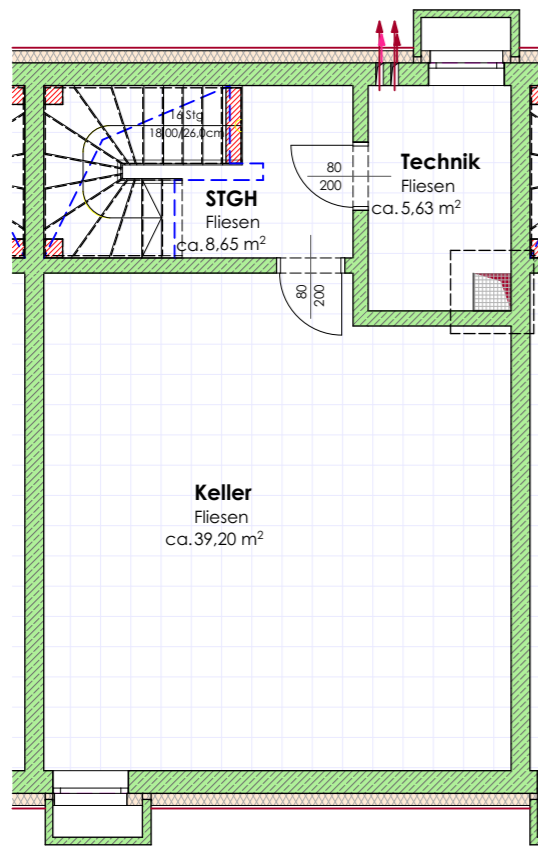 16 Stg
18,00/26,0cm
STGH
Fliesen
ca. 8,65 m²
80
200
Technik
Fliesen
ca. 5,63 m²
80
200
Keller
Fliesen
ca. 39,20 m²